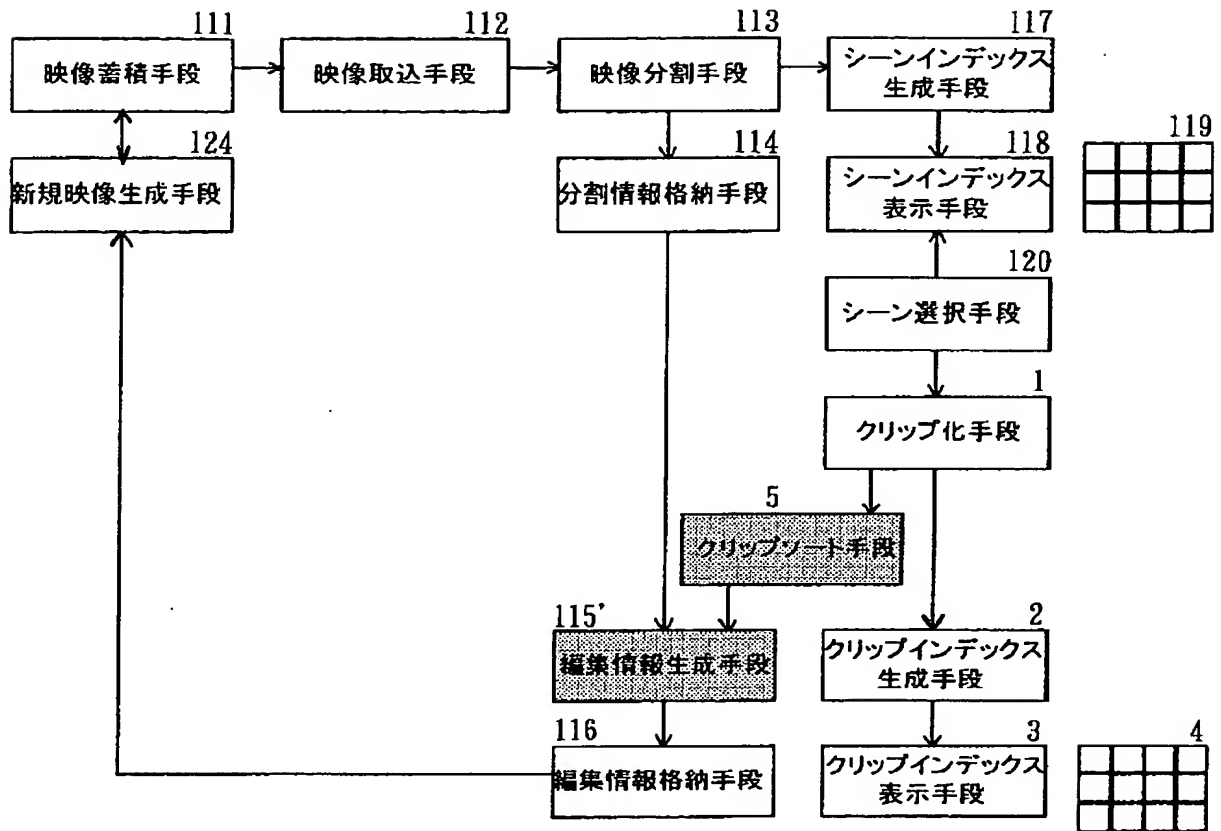 111
映像蓄積手段
112
映像取込手段
113
映像分割手段
117
シーンインデックス
生成手段
124
新規映像生成手段
114
分割情報格納手段
118
シーンインデックス
表示手段
119
120
シーン選択手段
1
クリップ化手段
5
クリップソート手段
115'
編集情報生成手段
2
クリップインデックス
生成手段
116
編集情報格納手段
3
クリップインデックス
表示手段
4